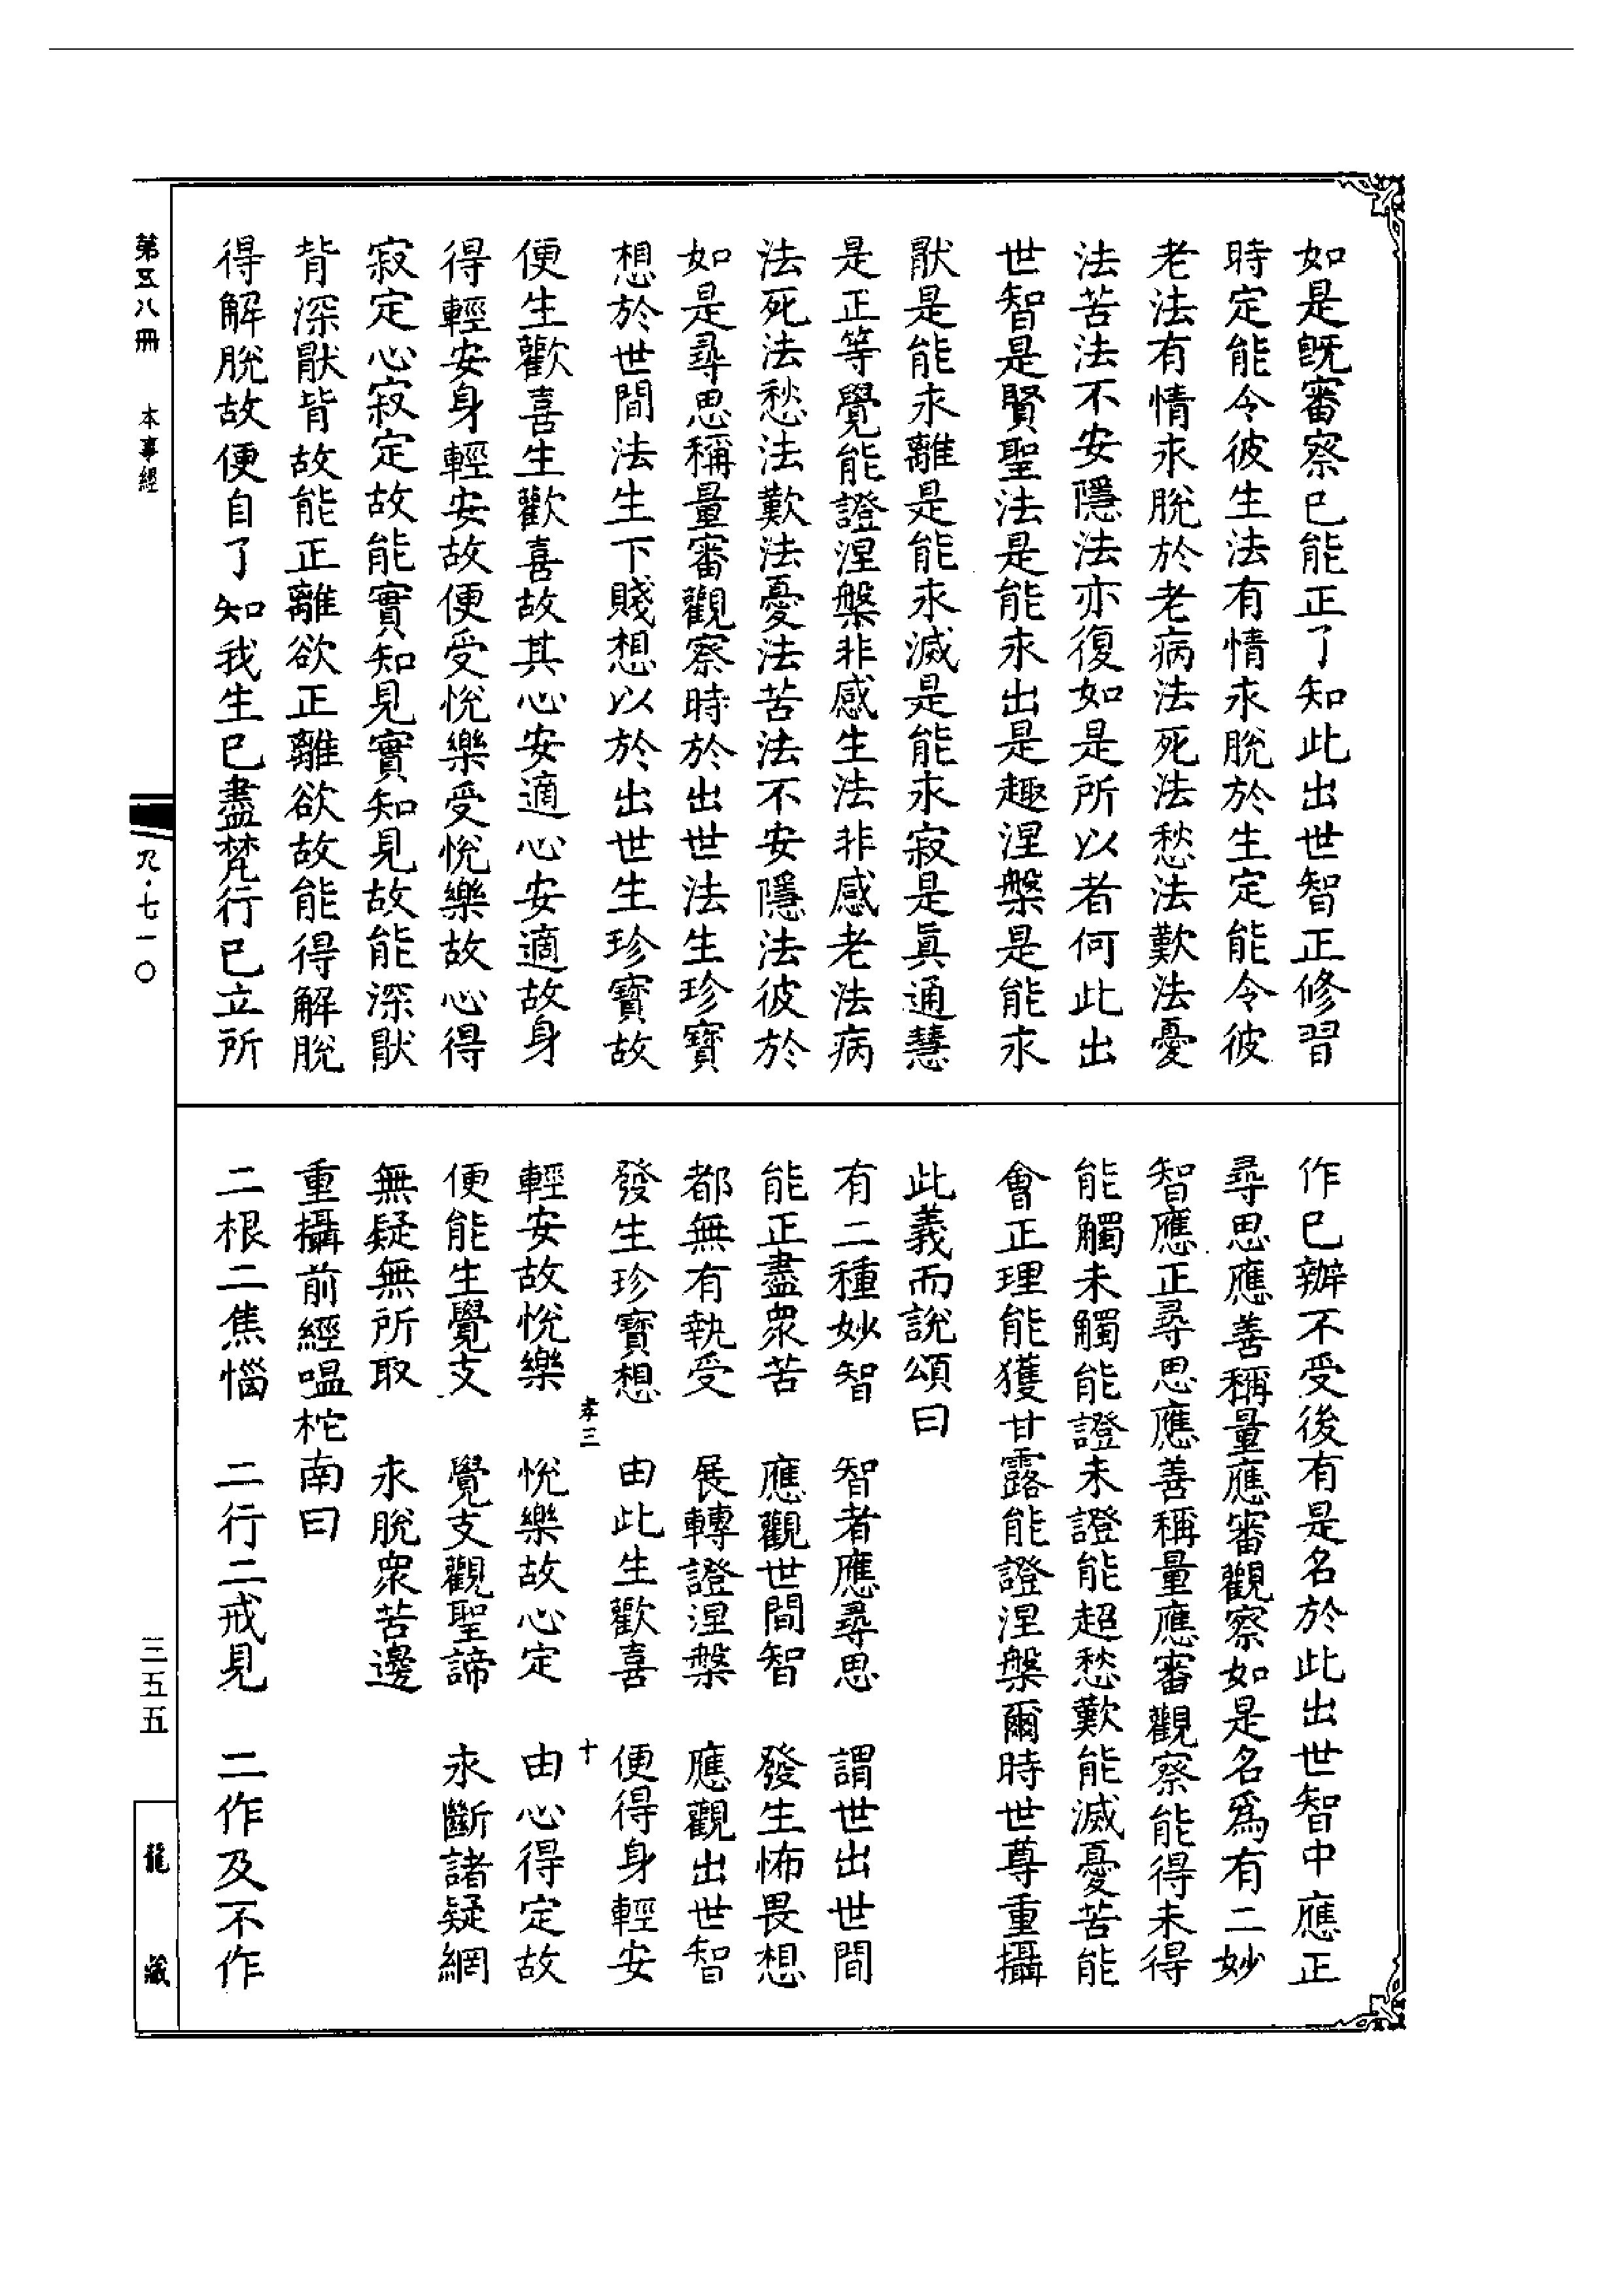 如是既審察已能正了知此出世智正修習
時定能令彼生法有情永脫於生定能令彼
老法有情永脫於老病法死法愁法歎法憂
法苦法不安隱法亦復如是所以者何此出
世智是賢聖法是能永出是趣涅槃是能永
猒是能永離是能永滅是能永寂是真通慧
是正等覺能證涅槃非感生法非感老法病
法死法愁法歎法憂法苦法不安隱法彼於
如是尋思稱量審觀察時於出世法生珍寶
想於世間法生下賤想以於出世生珍寶故
便生歡喜生歡喜故其心安適心安適故身
得輕安身輕安故便受悅樂受悅樂故心得
寂定心寂定故能實知見實知見故能深猒
背深猒背故能正離欲正離欲故能得解脫
得解脫故便自了知我生已盡梵行已立所
作已辦不受後有是名於此出世智中應正
尋思應善稱量應審觀察如是名為有二妙
智應正尋思應善稱量應審觀察能得未得
能觸未觸能證未證能超愁歎能滅憂苦能
會正理能獲甘露能證涅槃爾時世尊重攝
此義而說頌曰
有二種妙智　智者應尋思　謂世出世間
能正盡眾苦　應觀世間智　發生怖畏想
都無有執受　展轉證涅槃　應觀出世智
發生珍寶想　由此生歡喜　便得身輕安
孝三　十
輕安故悅樂　悅樂故心定　由心得定故
便能生覺支　覺支觀聖諦　永斷諸疑網
無疑無所取　永脫眾苦邊
重攝前經嗢柁南曰
二根二焦惱　二行二戒見　二作及不作
第五八冊　本事經
九·七一〇
三五五
龍藏